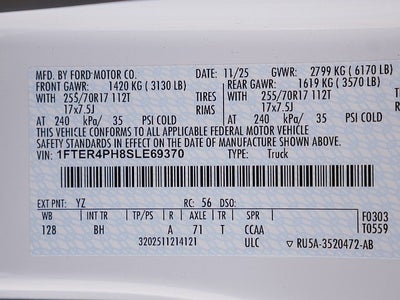 MFD. BY FORD MOTOR CO. DATE: 11/25 GVWR: 2799 KG ( 6170 LB)
FRONT GAWR: 1420 KG ( 3130 LB) REAR GAWR: 1619 KG ( 3570 LB)
WITH 255/70R17 112T TIRES WITH 255/70R17 112T
17x7.5J RIMS 17x7.5J
AT 240 kPa/ 35 PSI COLD AT 240 kPa/ 35 PSI COLD
THIS VEHICLE CONFORMS TO ALL APPLICABLE FEDERAL MOTOR VEHICLE
SAFETY STANDARDS IN EFFECT ON THE DATE OF MANUFACTURE SHOWN ABOVE.
VIN: 1FTER4PH8SLE69370 TYPE: Truck
EXT PNT: YZ RC: 56 DSO:
WB INT TR TP/PS R AXLE TR SPR F0303
128 BH A 71 T CCAA T0559
3202511214121 ULC RU5A-3520472-AB